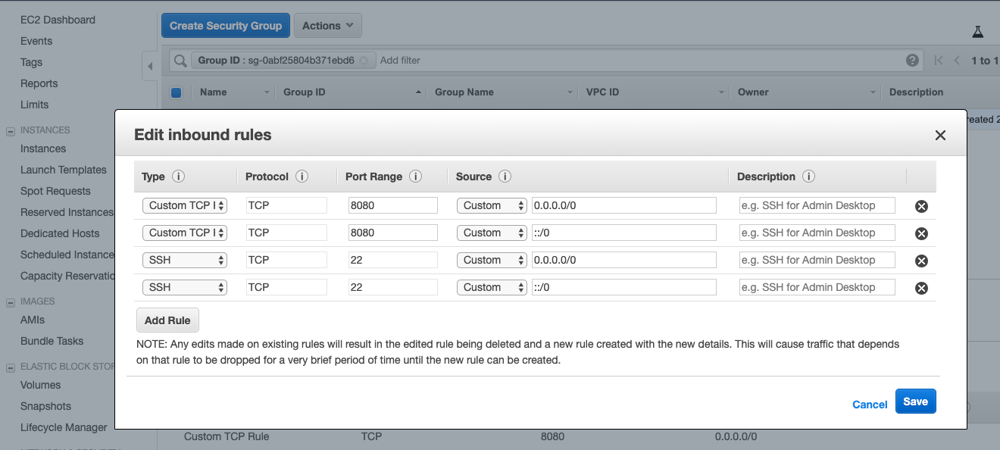 EC2 Dashboard
Events
Tags
Reports
Limits
INSTANCES
Instances
Launch Templates
Spot Requests
Reserved Instances
Dedicated Hosts
Scheduled Instance
Capacity Reservatic
IMAGES
AMIs
Bundle Tasks
ELASTIC BLOCK STOR
Volumes
Snapshots
Lifecycle Manager
Create Security Group Actions
Group ID : sg-0abf25804b371ebd6 Add filter 1 to 1
Name Group ID Group Name VPC ID Owner Description
reated 2
Edit inbound rules
Type Protocol Port Range Source Description
Custom TCP TCP 8080 Custom 0.0.0.0/0 e.g. SSH for Admin Desktop
Custom TCP TCP 8080 Custom ::/0 e.g. SSH for Admin Desktop
SSH TCP 22 Custom 0.0.0.0/0 e.g. SSH for Admin Desktop
SSH TCP 22 Custom ::/0 e.g. SSH for Admin Desktop
Add Rule
NOTE: Any edits made on existing rules will result in the edited rule being deleted and a new rule created with the new details. This will cause traffic that depends
on that rule to be dropped for a very brief period of time until the new rule can be created.
Cancel Save
Custom TCP Rule TCP 8080 0.0.0.0/0